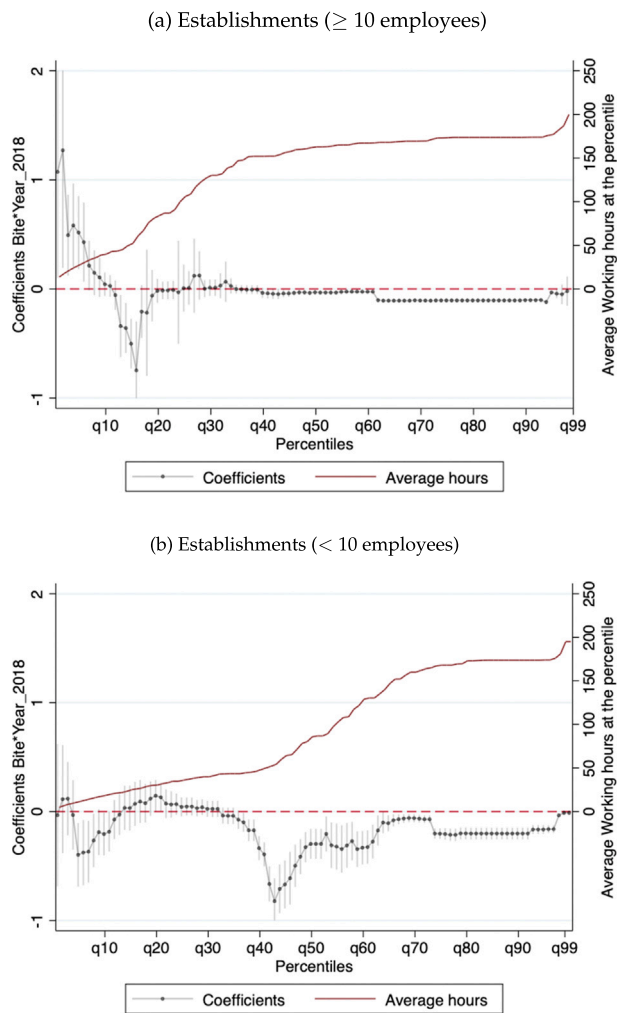 (a) Establishments (≥ 10 employees)
Coefficients Bite*Year_2018
2
1
0
-1
250
200
150
100
50
0
Average Working hours at the percentile
q10 q20 q30 q40 q50 q60 q70 q80 q90 q99
Percentiles
Coefficients Average hours
(b) Establishments (< 10 employees)
Coefficients Bite*Year_2018
2
1
0
-1
250
200
150
100
50
0
Average Working hours at the percentile
q10 q20 q30 q40 q50 q60 q70 q80 q90 q99
Percentiles
Coefficients Average hours